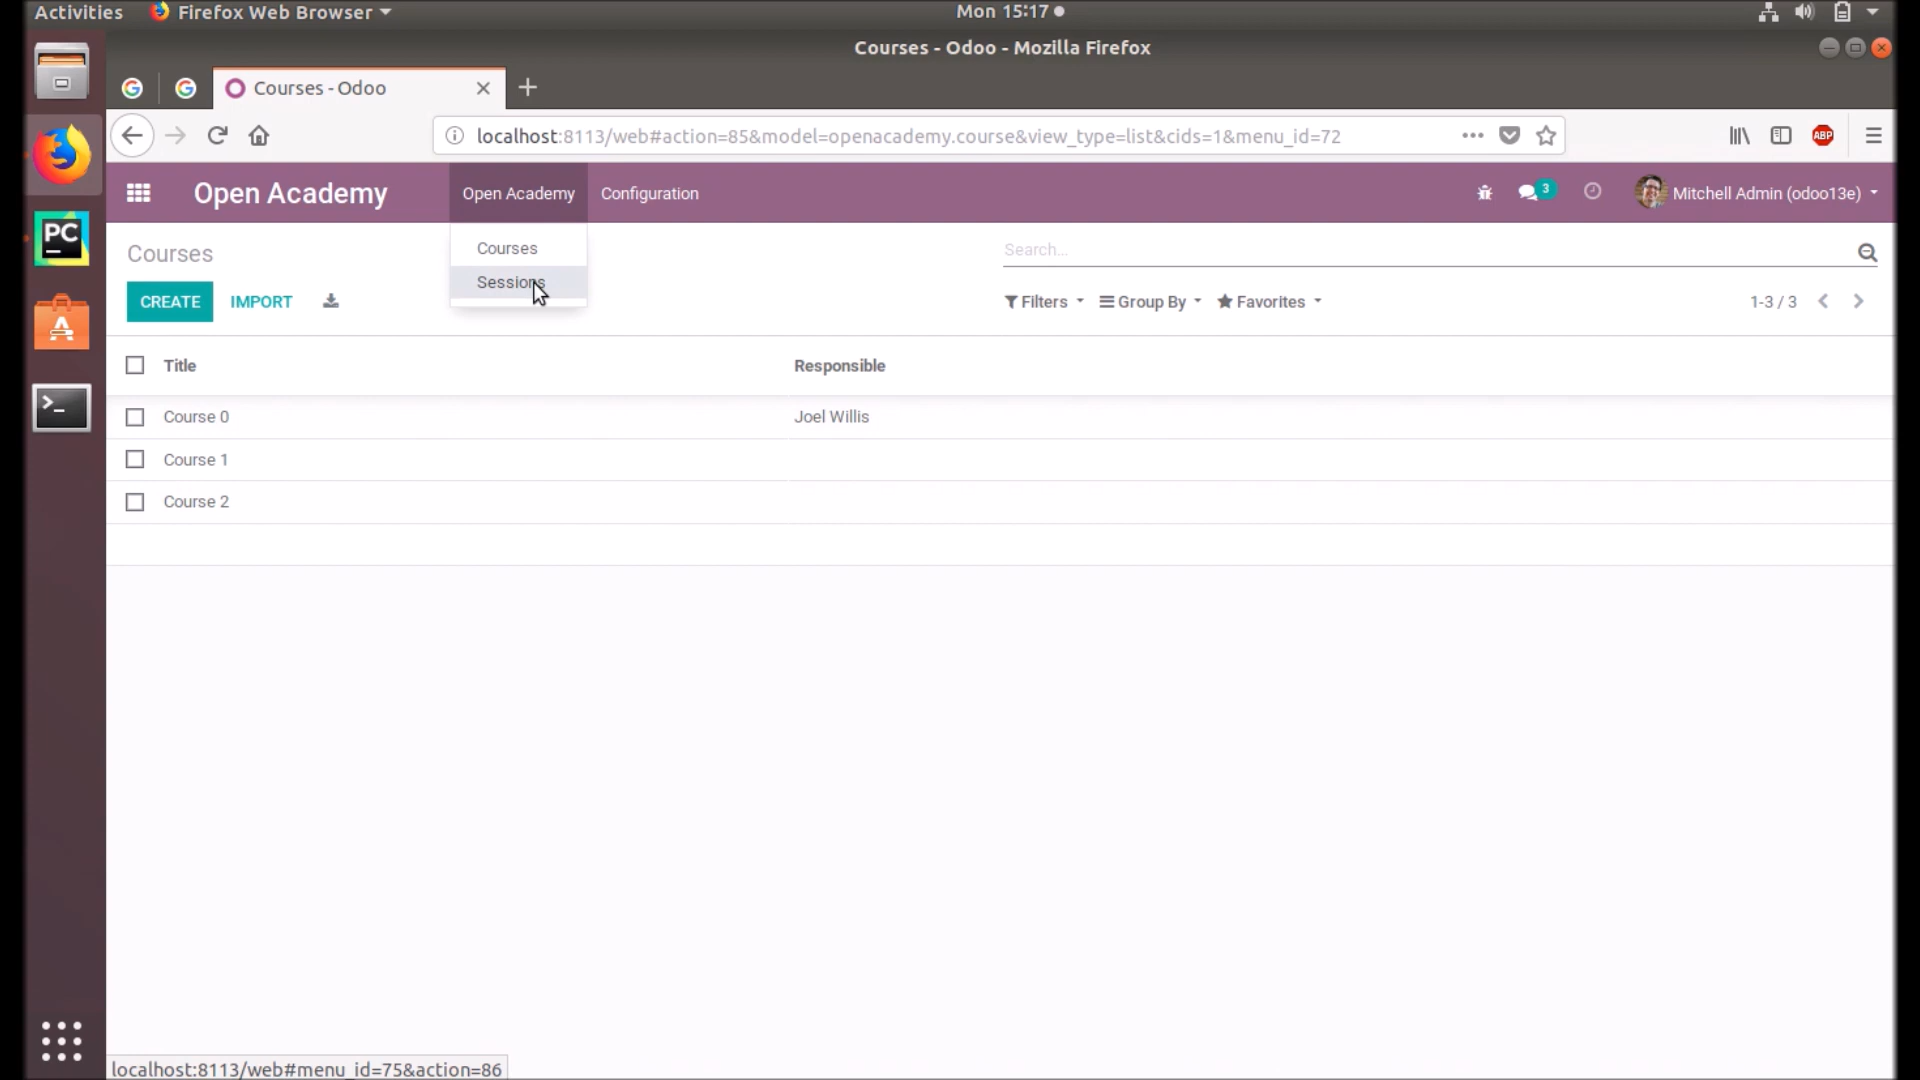 Activities Firefox Web Browser Mon 15:17
Courses - Odoo - Mozilla Firefox
Courses - Odoo
localhost:8113/web#action=85&model=openacademy.course&view_type=list&cids=1&menu_id=72 ABP
Open Academy Open Academy Configuration 3 Mitchell Admin (odoo13e)
PC
Courses Courses Search...
Sessions
CREATE IMPORT Filters Group By Favorites 1-3 / 3
Title Responsible
Course 0 Joel Willis
Course 1
Course 2
localhost:8113/web#menu_id=75&action=86